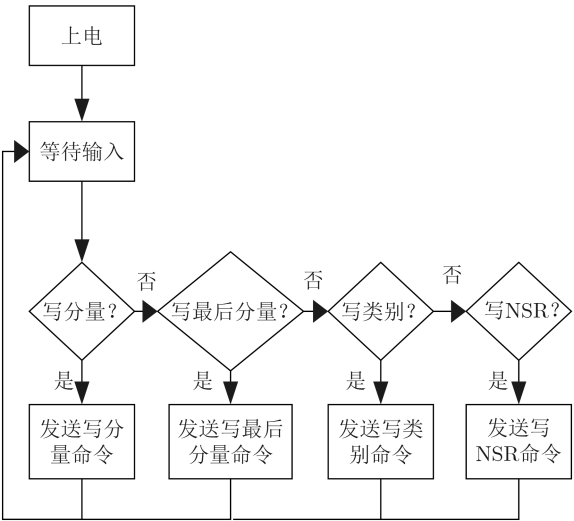 上电
等待输入
否
否
否
写分量？
写最后分量？
写类别？
写NSR？
是
是
是
是
发送写分
量命令
发送写最后
分量命令
发送写类
别命令
发送写
NSR命令